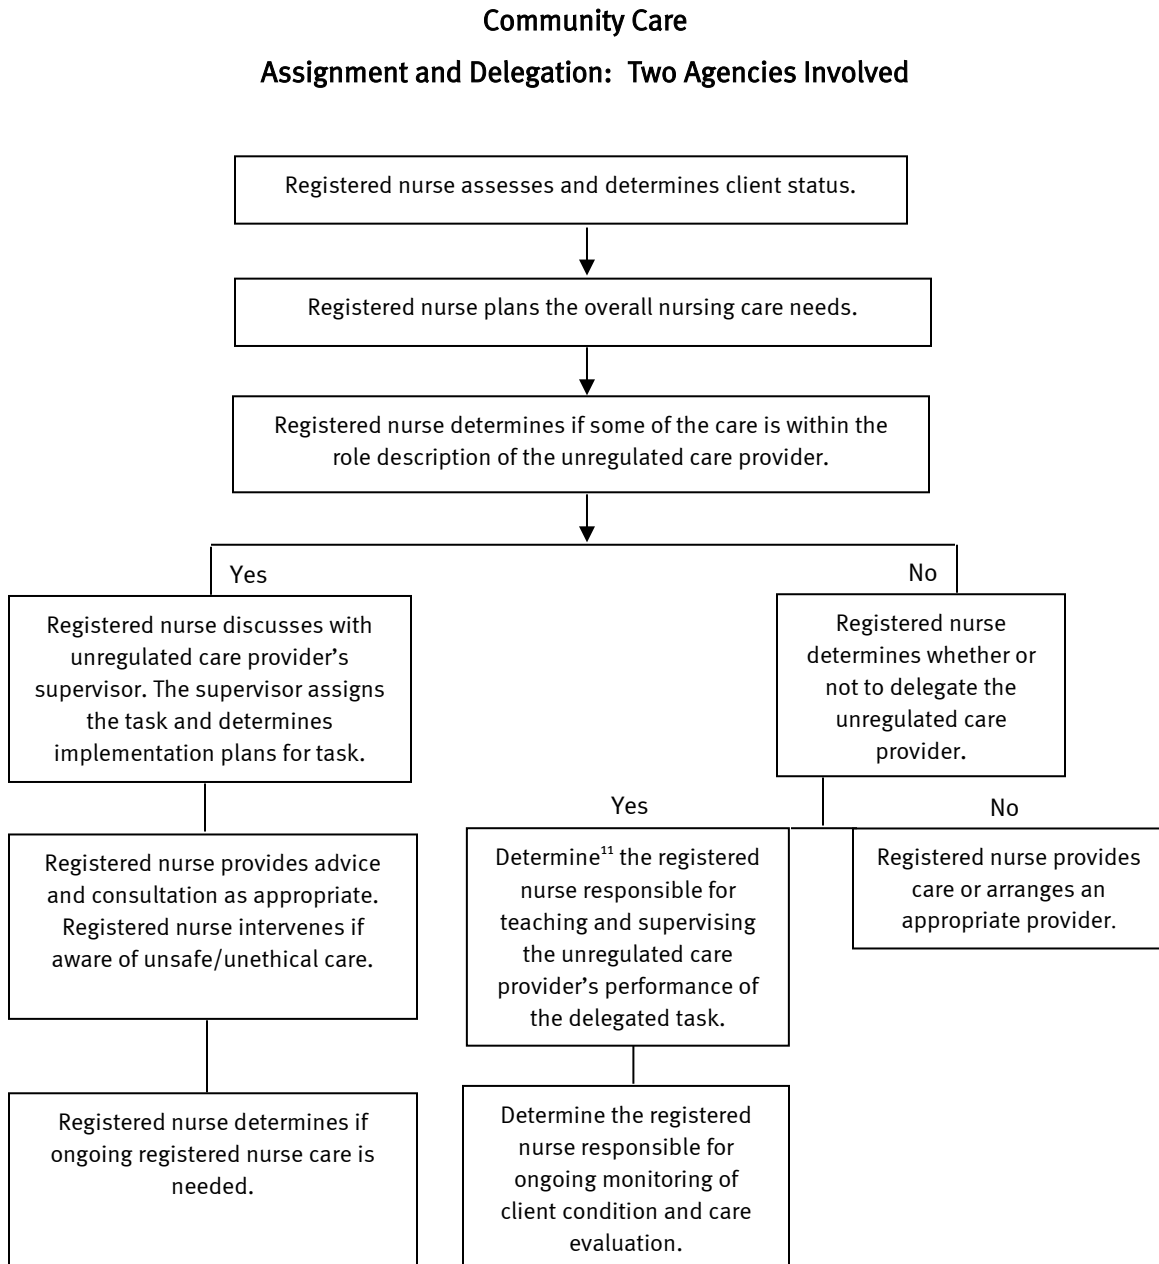 Community Care
Assignment and Delegation: Two Agencies Involved
Registered nurse assesses and determines client status.
Registered nurse plans the overall nursing care needs.
Registered nurse determines if some of the care is within the
role description of the unregulated care provider.
Yes
No
Registered nurse discusses with
unregulated care provider’s
supervisor. The supervisor assigns
the task and determines
implementation plans for task.
Registered nurse
determines whether or
not to delegate the
unregulated care
provider.
Yes
No
Registered nurse provides advice
and consultation as appropriate.
Registered nurse intervenes if
aware of unsafe/unethical care.
Determine¹¹ the registered
nurse responsible for
teaching and supervising
the unregulated care
provider’s performance of
the delegated task.
Registered nurse provides
care or arranges an
appropriate provider.
Registered nurse determines if
ongoing registered nurse care is
needed.
Determine the registered
nurse responsible for
ongoing monitoring of
client condition and care
evaluation.